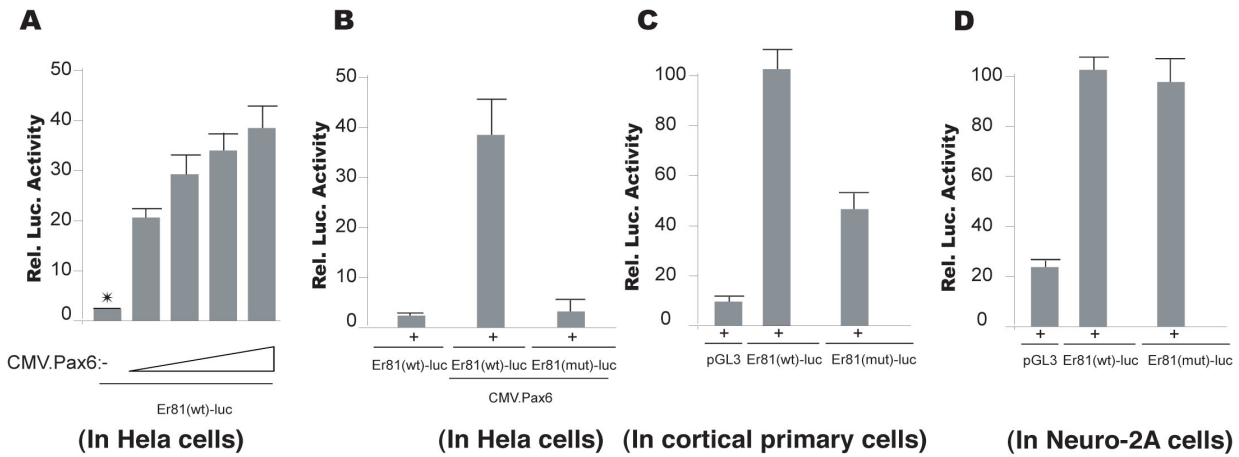 A
Rel. Luc. Activity
50
40
30
20
10
0
*
CMV.Pax6:-
Er81(wt)-luc
(In Hela cells)
B
Rel. Luc. Activity
50
40
30
20
10
0
+ + +
Er81(wt)-luc Er81(wt)-luc Er81(mut)-luc
CMV.Pax6
(In Hela cells)
C
Rel. Luc. Activity
100
80
60
40
20
0
+ + +
pGL3 Er81(wt)-luc Er81(mut)-luc
(In cortical primary cells)
D
Rel. Luc. Activity
100
80
60
40
20
0
+ + +
pGL3 Er81(wt)-luc Er81(mut)-luc
(In Neuro-2A cells)